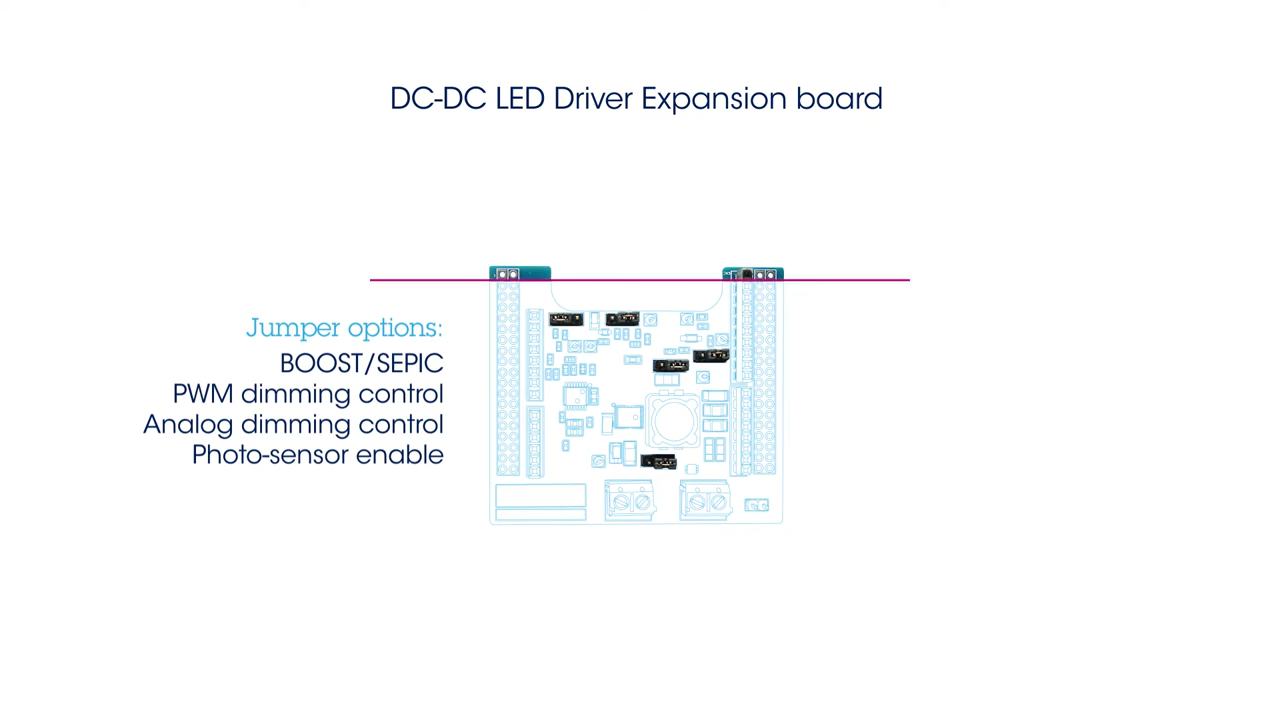 DC-DC LED Driver Expansion board
Jumper options:
BOOST/SEPIC
PWM dimming control
Analog dimming control
Photo-sensor enable